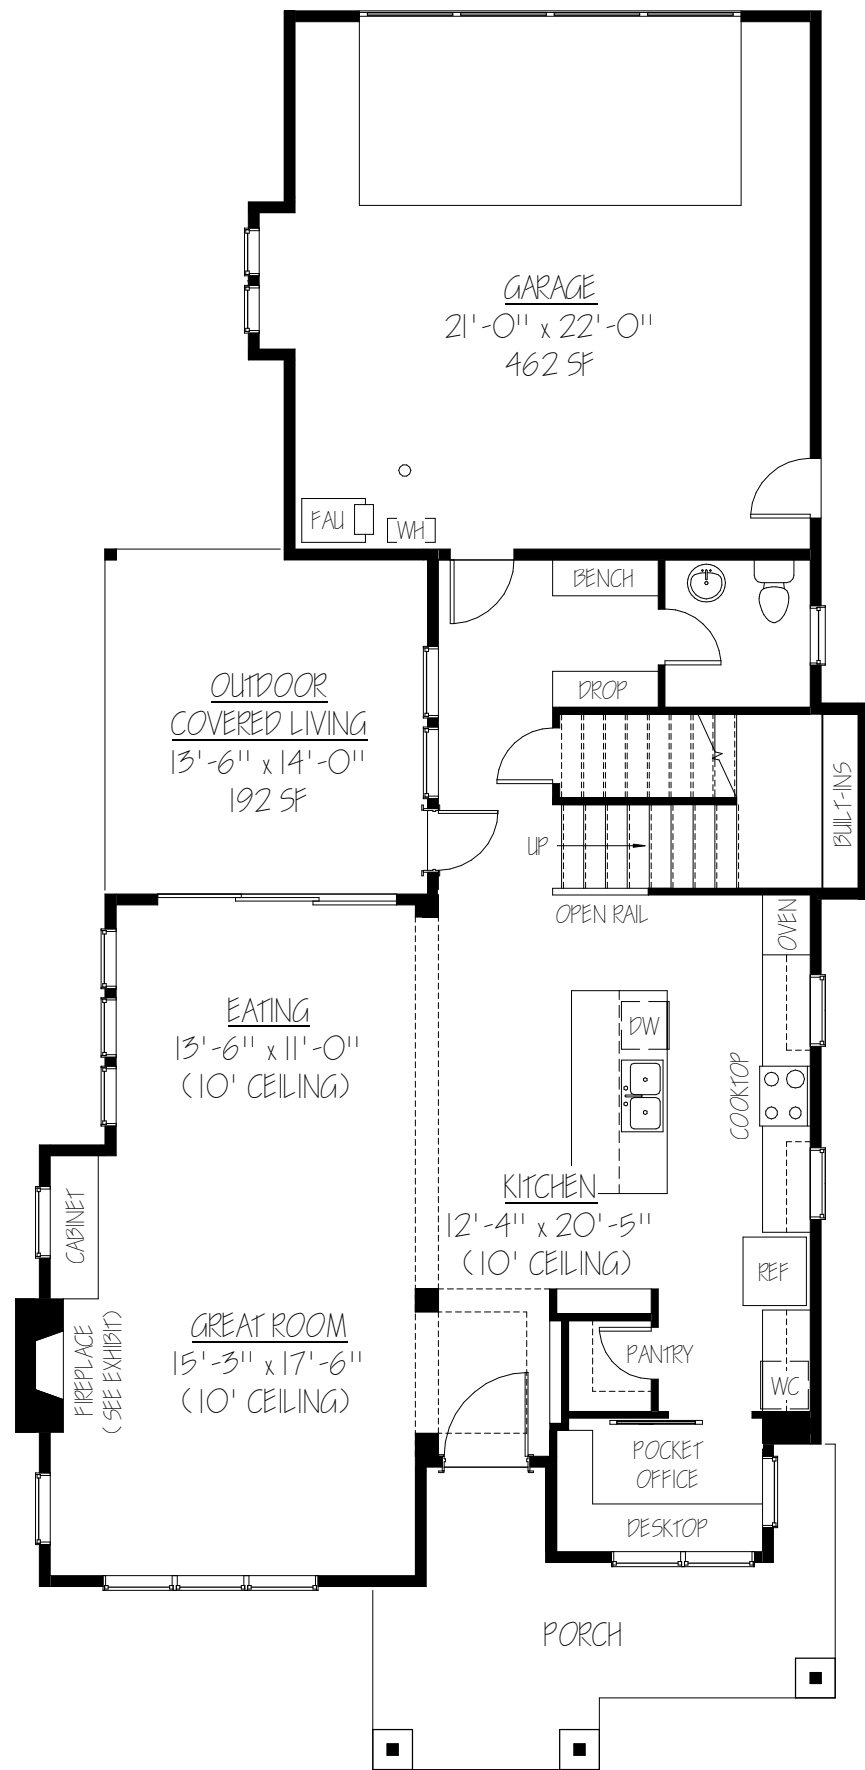 GARAGE
21'-0" x 22'-0"
462 SF
FAU
WH
BENCH
DROP
OUTDOOR
COVERED LIVING
13'-6" x 14'-0"
192 SF
BUILT-INS
UP
OPEN RAIL
OVEN
EATING
13'-6" x 11'-0"
(10' CEILING)
DW
COOKTOP
KITCHEN
12'-4" x 20'-5"
(10' CEILING)
CABINET
REF
GREAT ROOM
15'-3" x 17'-6"
(10' CEILING)
FIREPLACE
(SEE EXHIBIT)
PANTRY
WC
POCKET
OFFICE
DESKTOP
PORCH